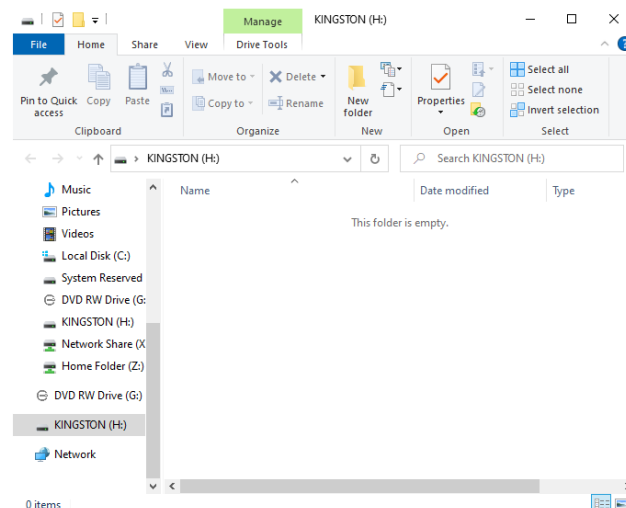 Manage KINGSTON (H:)
File Home Share View Drive Tools
Pin to Quick access
Copy
Paste
Move to
Copy to
Delete
Rename
New folder
Properties
Select all
Select none
Invert selection
Clipboard Organize New Open Select
KINGSTON (H:)
Search KINGSTON (H:)
Name Date modified Type
This folder is empty.
Music
Pictures
Videos
Local Disk (C:)
System Reserved
DVD RW Drive (G:
KINGSTON (H:)
Network Share (X
Home Folder (Z:)
DVD RW Drive (G:)
KINGSTON (H:)
Network
0 items